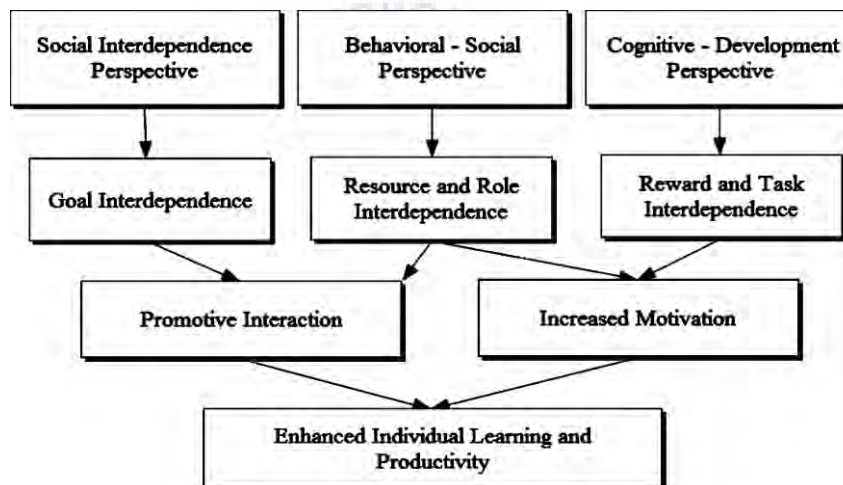 Social Interdependence
Perspective
Behavioral - Social
Perspective
Cognitive - Development
Perspective
Goal Interdependence
Resource and Role
Interdependence
Reward and Task
Interdependence
Promotive Interaction
Increased Motivation
Enhanced Individual Learning and
Productivity